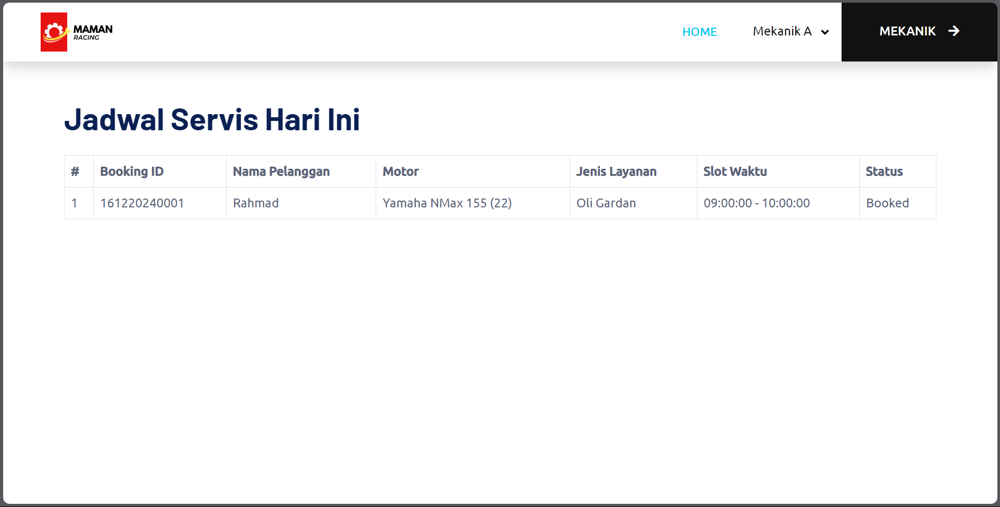 MAMAN
RACING
HOME
Mekanik A
MEKANIK
Jadwal Servis Hari Ini
# Booking ID Nama Pelanggan Motor Jenis Layanan Slot Waktu Status
1 161220240001 Rahmad Yamaha NMax 155 (22) Oli Gardan 09:00:00 - 10:00:00 Booked